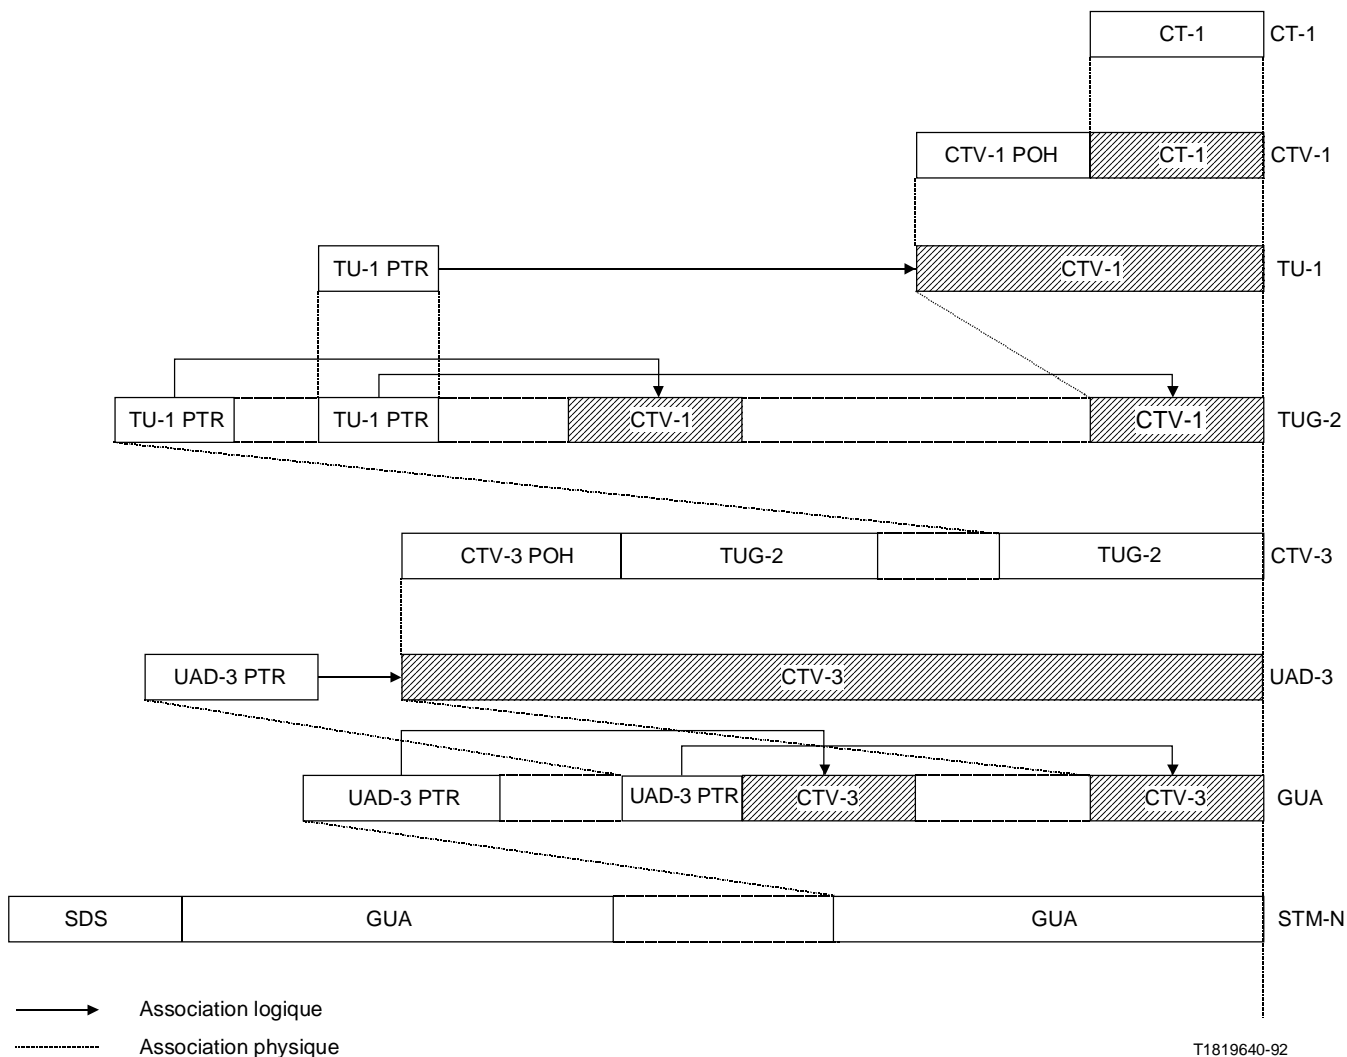 CT-1 CT-1
CTV-1 POH CT-1 CTV-1
TU-1 PTR CTV-1 TU-1
TU-1 PTR TU-1 PTR CTV-1 CTV-1 TUG-2
CTV-3 POH TUG-2 TUG-2 CTV-3
UAD-3 PTR CTV-3 UAD-3
UAD-3 PTR UAD-3 PTR CTV-3 CTV-3 GUA
SDS GUA GUA STM-N
Association logique
Association physique
T1819640-92